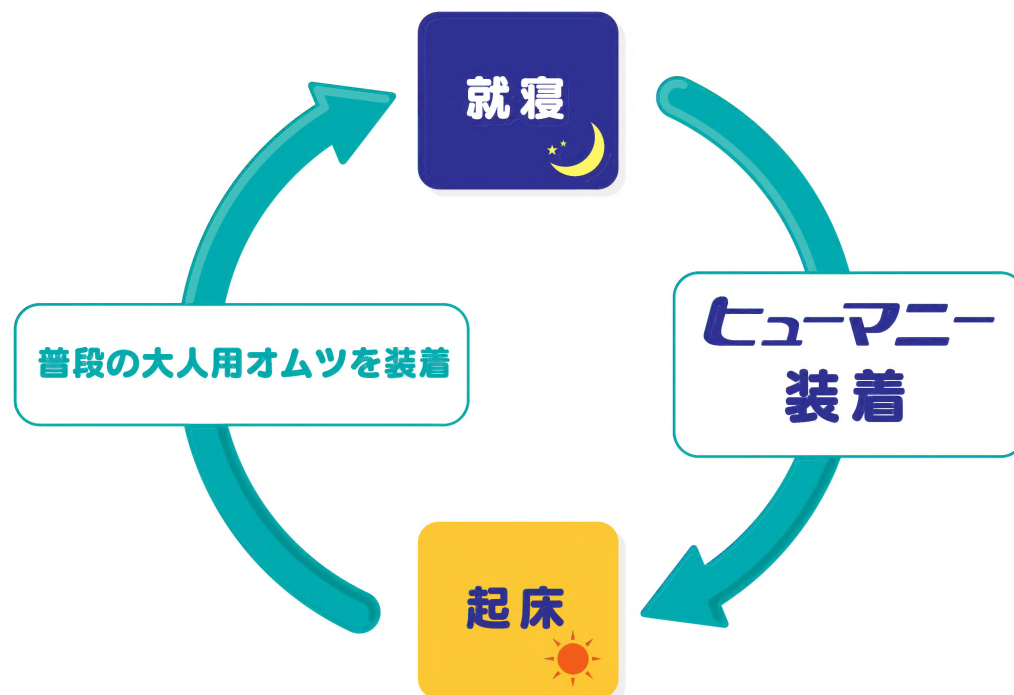 就寝
ヒューマニー
装着
普段の大人用オムツを装着
起床